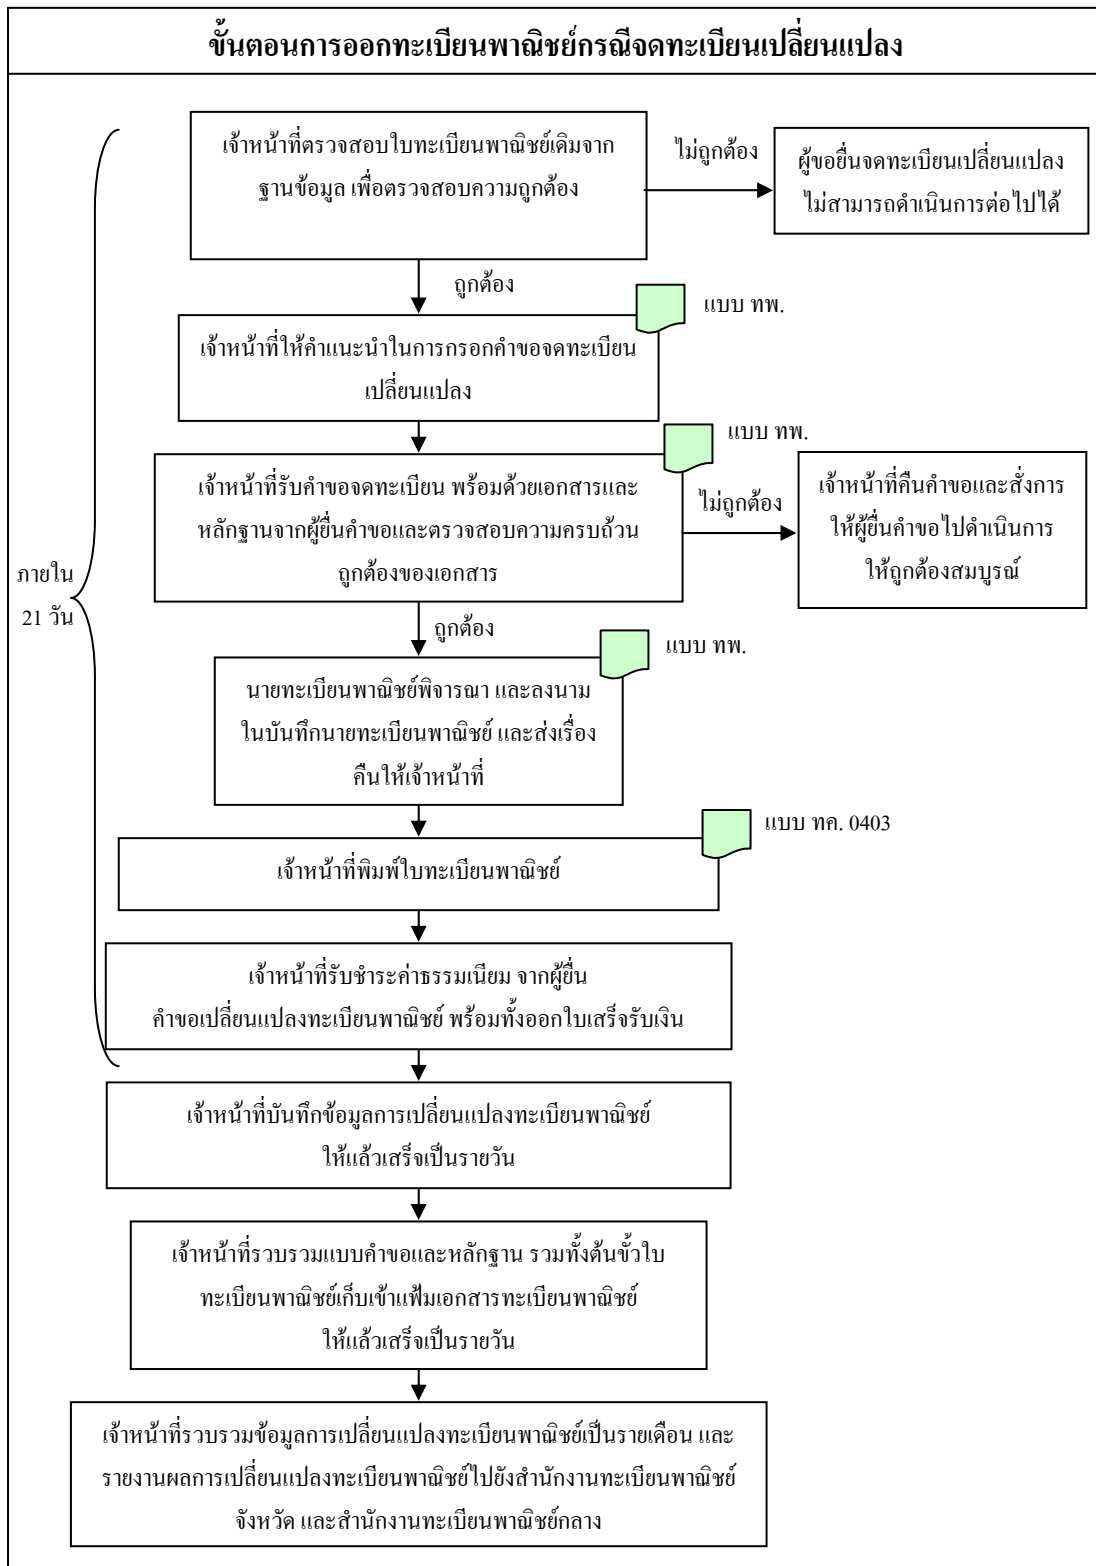 ขั้นตอนการออกทะเบียนพาณิชย์กรณีจดทะเบียนเปลี่ยนแปลง
เจ้าหน้าที่ตรวจสอบใบทะเบียนพาณิชย์เดิมจาก
ฐานข้อมูล เพื่อตรวจสอบความถูกต้อง
ไม่ถูกต้อง
ผู้ขอยื่นจดทะเบียนเปลี่ยนแปลง
ไม่สามารถดำเนินการต่อไปได้
ถูกต้อง
แบบ ทพ.
เจ้าหน้าที่ให้คำแนะนำในการกรอกคำขอจดทะเบียน
เปลี่ยนแปลง
แบบ ทพ.
เจ้าหน้าที่รับคำขอจดทะเบียน พร้อมด้วยเอกสารและ
หลักฐานจากผู้ยื่นคำขอและตรวจสอบความครบถ้วน
ถูกต้องของเอกสาร
ไม่ถูกต้อง
เจ้าหน้าที่คืนคำขอและสั่งการ
ให้ผู้ยื่นคำขอไปดำเนินการ
ให้ถูกต้องสมบูรณ์
ภายใน
21 วัน
ถูกต้อง
แบบ ทพ.
นายทะเบียนพาณิชย์พิจารณา และลงนาม
ในบันทึกนายทะเบียนพาณิชย์ และส่งเรื่อง
คืนให้เจ้าหน้าที่
แบบ ทค. 0403
เจ้าหน้าที่พิมพ์ใบทะเบียนพาณิชย์
เจ้าหน้าที่รับชำระค่าธรรมเนียม จากผู้ยื่น
คำขอเปลี่ยนแปลงทะเบียนพาณิชย์ พร้อมทั้งออกใบเสร็จรับเงิน
เจ้าหน้าที่บันทึกข้อมูลการเปลี่ยนแปลงทะเบียนพาณิชย์
ให้แล้วเสร็จเป็นรายวัน
เจ้าหน้าที่รวบรวมแบบคำขอและหลักฐาน รวมทั้งต้นขั้วใบ
ทะเบียนพาณิชย์เก็บเข้าแฟ้มเอกสารทะเบียนพาณิชย์
ให้แล้วเสร็จเป็นรายวัน
เจ้าหน้าที่รวบรวมข้อมูลการเปลี่ยนแปลงทะเบียนพาณิชย์เป็นรายเดือน และ
รายงานผลการเปลี่ยนแปลงทะเบียนพาณิชย์ไปยังสำนักงานทะเบียนพาณิชย์
จังหวัด และสำนักงานทะเบียนพาณิชย์กลาง